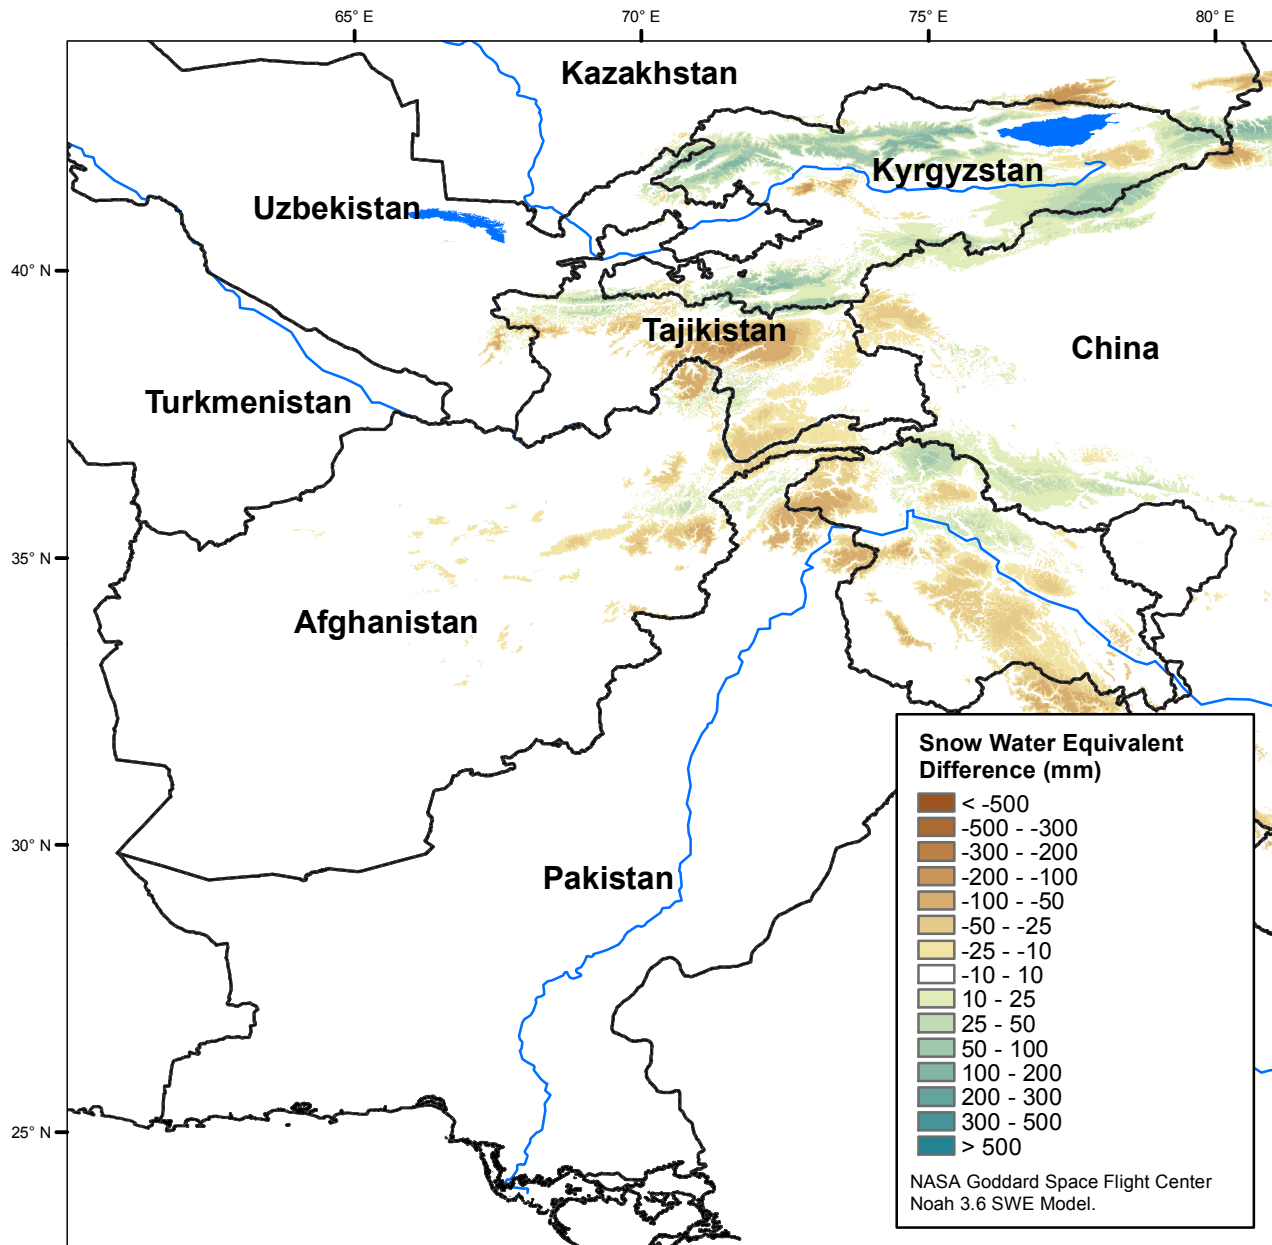 65° E
70° E
75° E
80° E
Kazakhstan
Kyrgyzstan
Uzbekistan
40° N
Tajikistan
China
Turkmenistan
35° N
Afghanistan
Snow Water Equivalent
Difference (mm)
< -500
-500 - -300
-300 - -200
-200 - -100
-100 - -50
-50 - -25
-25 - -10
-10 - 10
10 - 25
25 - 50
50 - 100
100 - 200
200 - 300
300 - 500
> 500
NASA Goddard Space Flight Center
Noah 3.6 SWE Model.
30° N
Pakistan
25° N